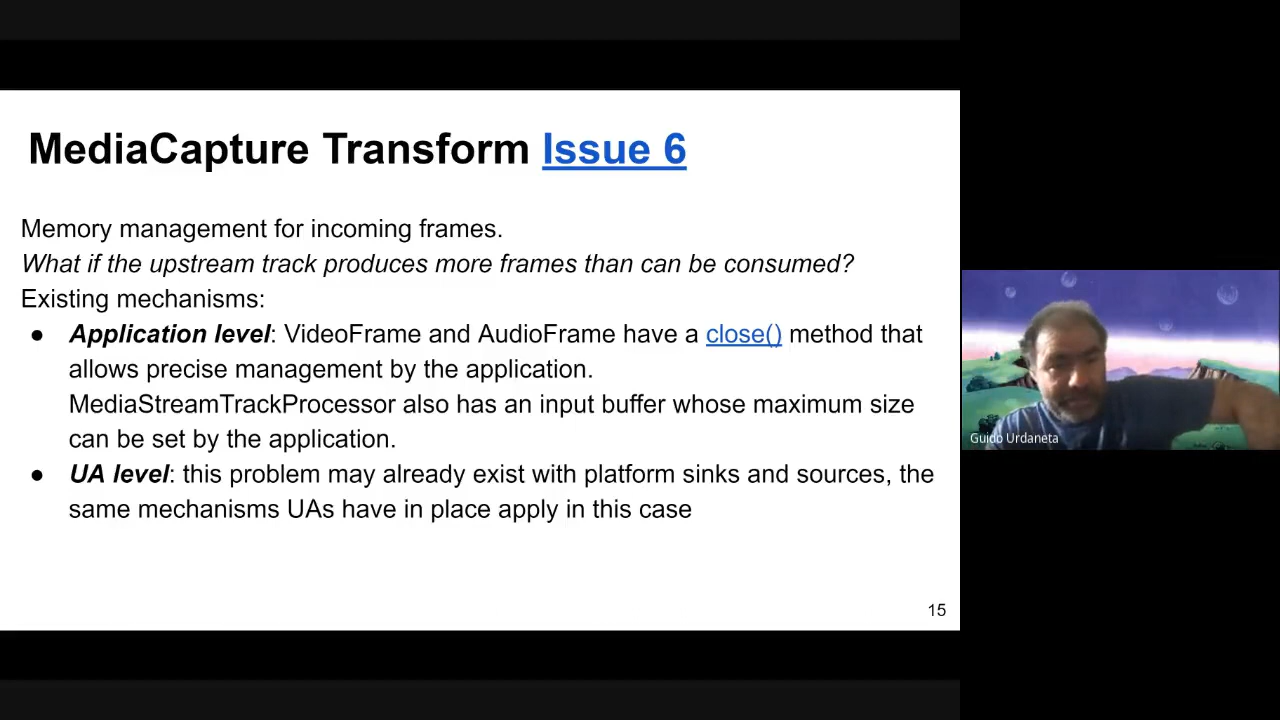 MediaCapture Transform Issue 6
Memory management for incoming frames.
What if the upstream track produces more frames than can be consumed?
Existing mechanisms:
● Application level: VideoFrame and AudioFrame have a close() method that
allows precise management by the application.
MediaStreamTrackProcessor also has an input buffer whose maximum size
can be set by the application.
● UA level: this problem may already exist with platform sinks and sources, the
same mechanisms UAs have in place apply in this case
15
Guido Urdaneta